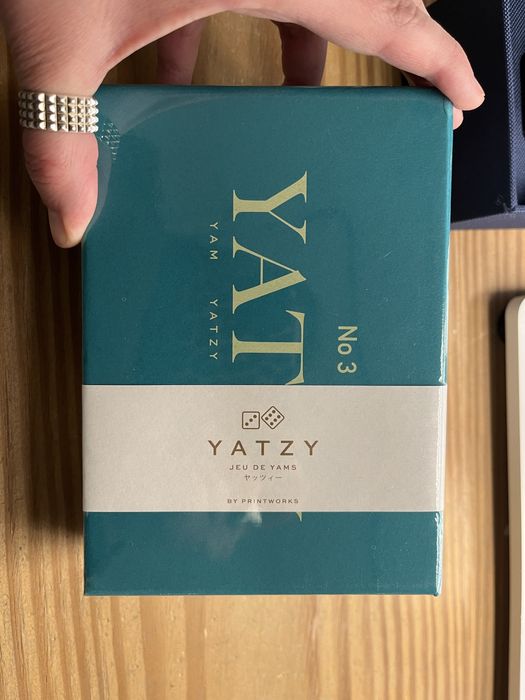 No 3
YAT
YAM YATZY
YATZY
JEU DE YAMS
ヤッツィー
BY PRINTWORKS